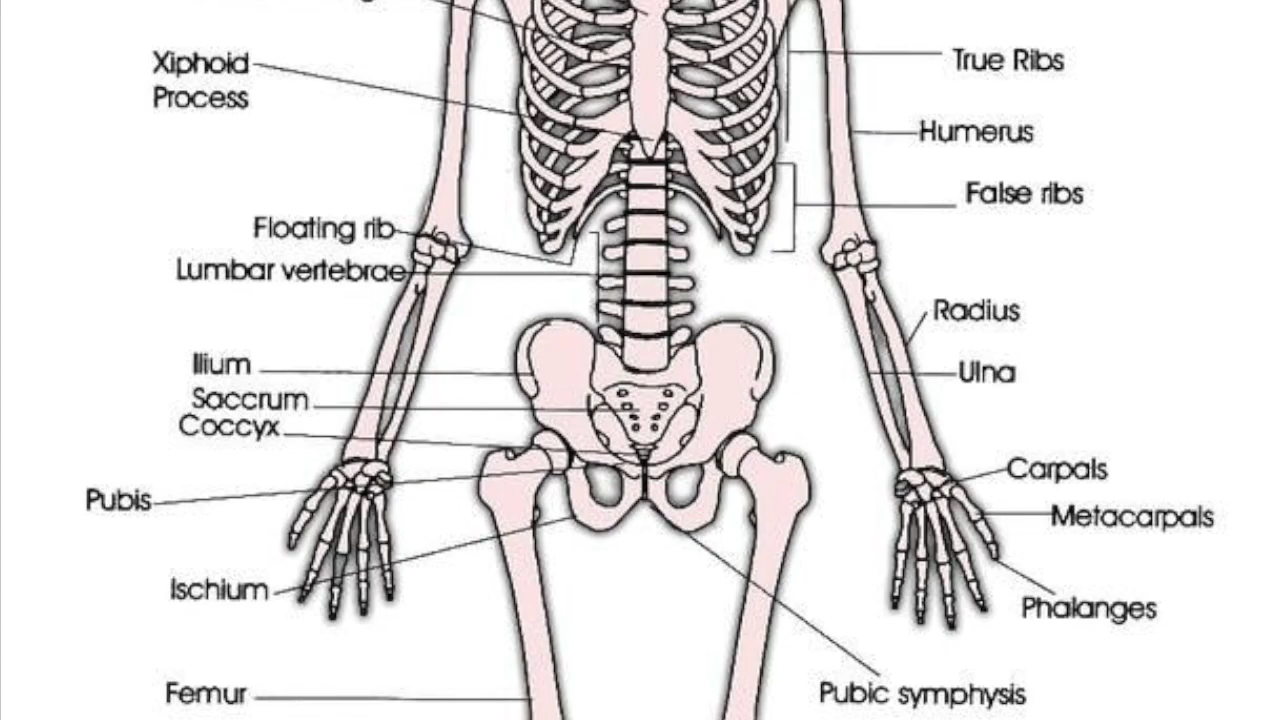 Xiphoid
Process
True Ribs
Humerus
False ribs
Floating rib
Lumbar vertebrae
Radius
Ilium
Ulna
Saccrum
Coccyx
Carpals
Pubis
Metacarpals
Ischium
Phalanges
Femur
Pubic symphysis